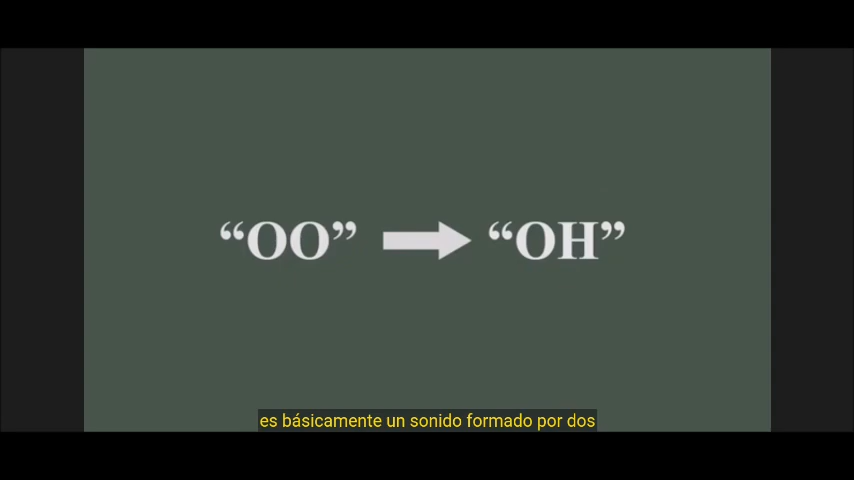 “OO” → “OH”
es básicamente un sonido formado por dos